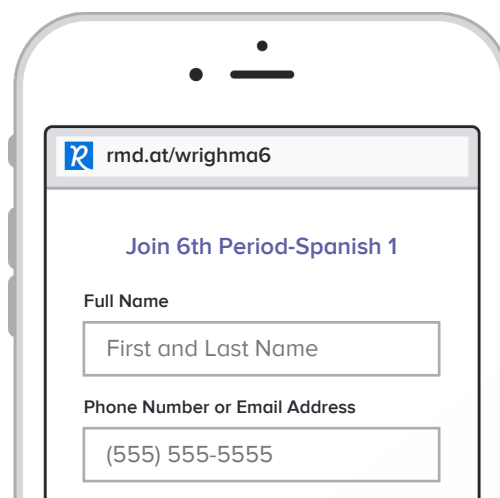 rmd.at/wrighma6
Join 6th Period-Spanish 1
Full Name
First and Last Name
Phone Number or Email Address
(555) 555-5555